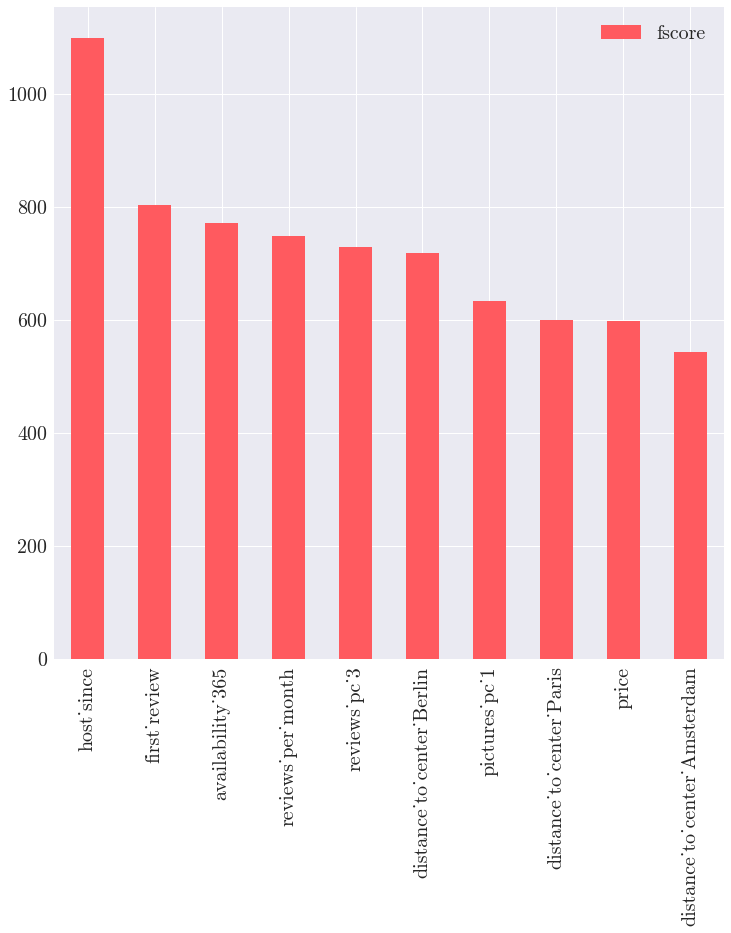 fscore
1000
800
600
400
200
0
host˙since
first˙review
availability˙365
reviews˙per˙month
reviews˙pc˙3
distance˙to˙center˙Berlin
pictures˙pc˙1
distance˙to˙center˙Paris
price
distance˙to˙center˙Amsterdam